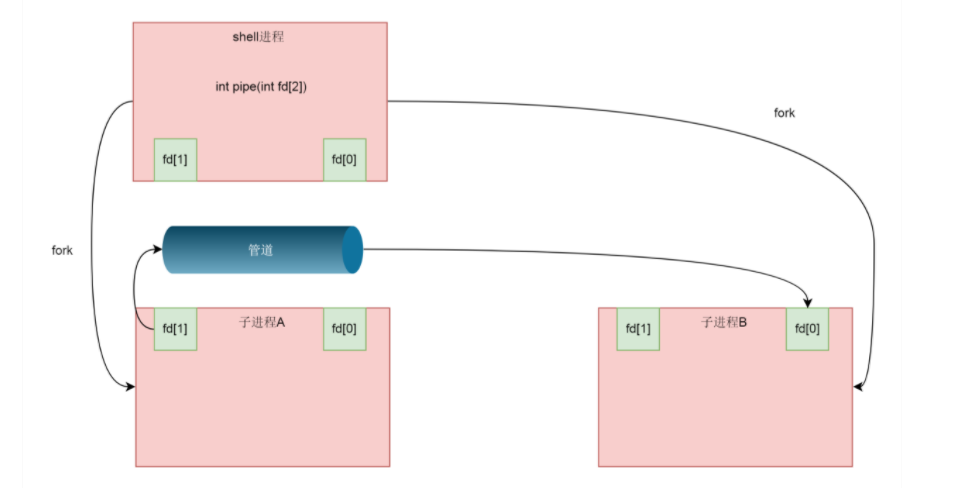 shell进程
int pipe(int fd[2])
fork
fd[1]
fd[0]
fork
管道
fd[1]
子进程A
fd[0]
fd[1]
子进程B
fd[0]